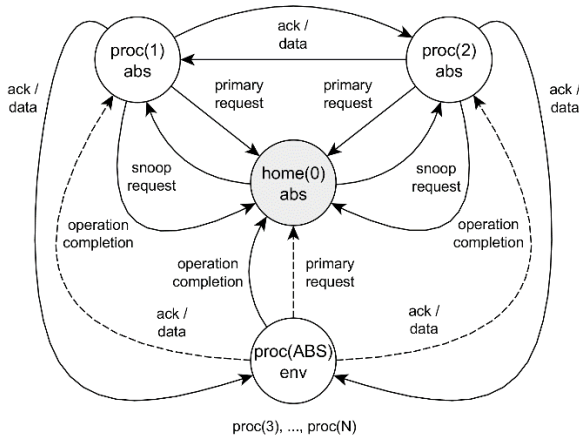 ack /
data
proc(1)
abs
proc(2)
abs
ack /
data
ack /
data
primary
request
primary
request
snoop
request
home(0)
abs
snoop
request
operation
completion
operation
completion
operation
completion
primary
request
ack /
data
ack /
data
proc(ABS)
env
proc(3), ..., proc(N)